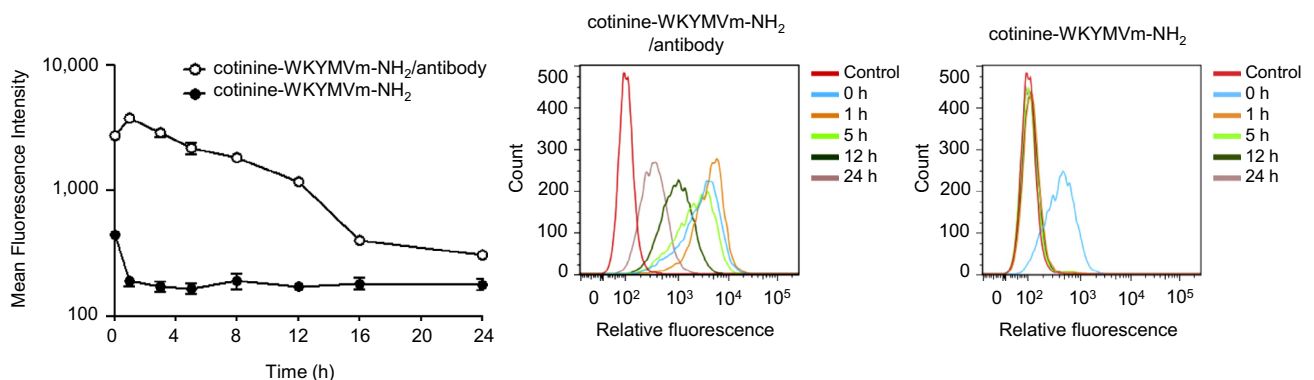 Mean Fluorescence Intensity
10,000
1,000
100
cotinine-WKYMVm-NH2/antibody
cotinine-WKYMVm-NH2
0 4 8 12 16 20 24
Time (h)
cotinine-WKYMVm-NH2
/antibody
Count
500
400
300
200
100
0
0 10^2 10^3 10^4 10^5
Relative fluorescence
Control
0 h
1 h
5 h
12 h
24 h
cotinine-WKYMVm-NH2
Count
500
400
300
200
100
0
0 10^2 10^3 10^4 10^5
Relative fluorescence
Control
0 h
1 h
5 h
12 h
24 h